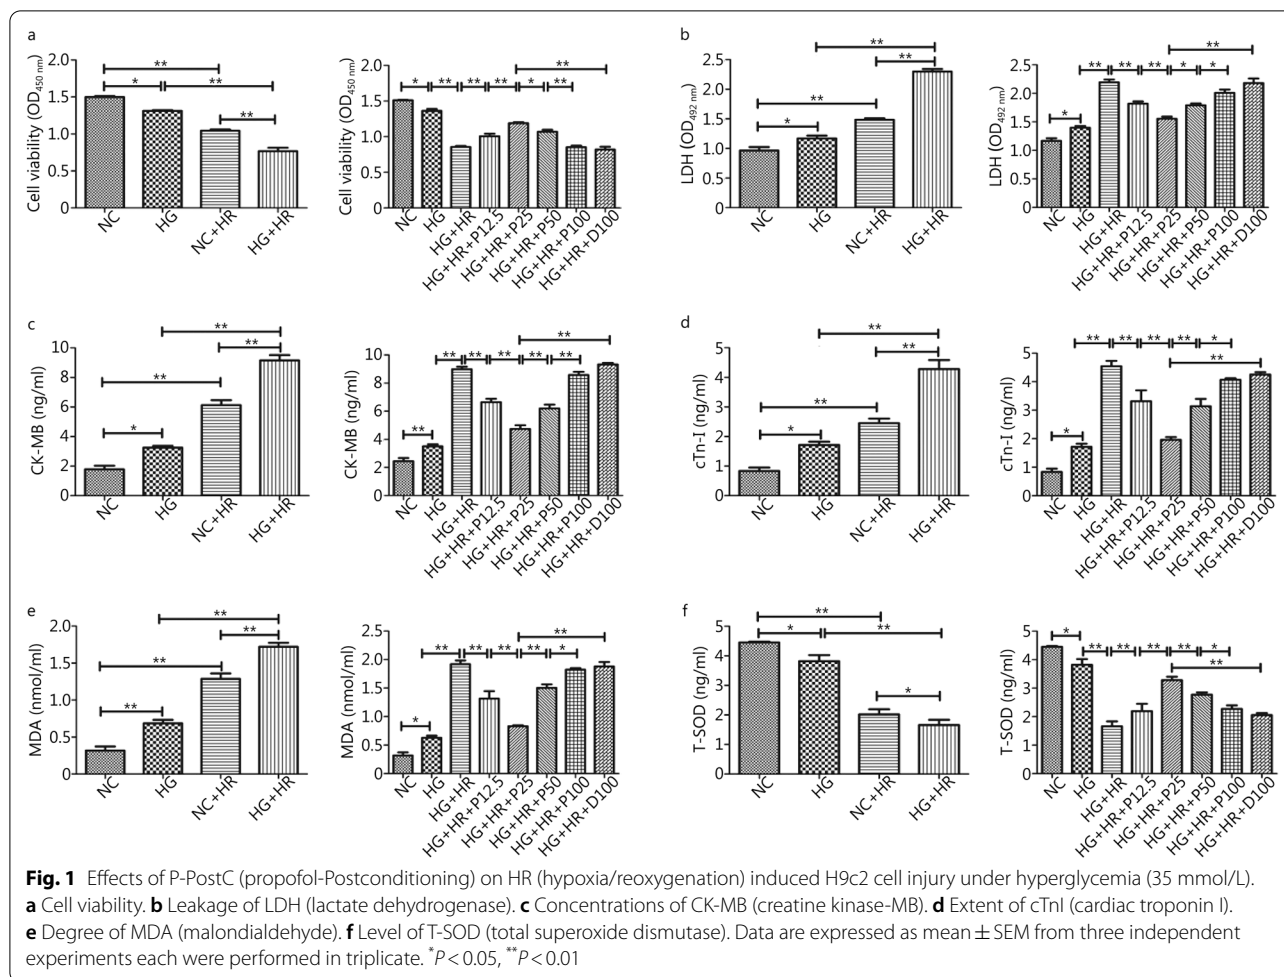 a
Cell viability (OD450 nm)
2.0
1.5
1.0
0.5
0
**
*
**
**
NC
HG
NC+HR
HG+HR
Cell viability (OD450 nm)
2.0
1.5
1.0
0.5
0
**
*
**
**
**
*
**
NC
HG
HG+HR
HG+HR+P12.5
HG+HR+P25
HG+HR+P50
HG+HR+P100
HG+HR+D100
b
LDH (OD492 nm)
2.5
2.0
1.5
1.0
0.5
0
**
**
**
*
NC
HG
NC+HR
HG+HR
LDH (OD492 nm)
2.5
2.0
1.5
1.0
0.5
0
**
*
**
**
**
*
*
NC
HG
HG+HR
HG+HR+P12.5
HG+HR+P25
HG+HR+P50
HG+HR+P100
HG+HR+D100
c
CK-MB (ng/ml)
10
8
6
4
2
0
**
**
**
*
NC
HG
NC+HR
HG+HR
CK-MB (ng/ml)
10
8
6
4
2
0
**
**
**
**
**
**
**
NC
HG
HG+HR
HG+HR+P12.5
HG+HR+P25
HG+HR+P50
HG+HR+P100
HG+HR+D100
d
cTn-I (ng/ml)
5
4
3
2
1
0
**
**
**
*
NC
HG
NC+HR
HG+HR
cTn-I (ng/ml)
5
4
3
2
1
0
**
**
**
**
*
**
*
NC
HG
HG+HR
HG+HR+P12.5
HG+HR+P25
HG+HR+P50
HG+HR+P100
HG+HR+D100
e
MDA (nmol/ml)
2.0
1.5
1.0
0.5
0
**
**
**
**
NC
HG
NC+HR
HG+HR
MDA (nmol/ml)
2.5
2.0
1.5
1.0
0.5
0
**
**
**
**
**
*
*
NC
HG
HG+HR
HG+HR+P12.5
HG+HR+P25
HG+HR+P50
HG+HR+P100
HG+HR+D100
f
T-SOD (ng/ml)
5
4
3
2
1
0
**
*
**
*
NC
HG
NC+HR
HG+HR
T-SOD (ng/ml)
5
4
3
2
1
0
*
**
**
**
**
*
**
NC
HG
HG+HR
HG+HR+P12.5
HG+HR+P25
HG+HR+P50
HG+HR+P100
HG+HR+D100
Fig. 1 Effects of P-PostC (propofol-Postconditioning) on HR (hypoxia/reoxygenation) induced H9c2 cell injury under hyperglycemia (35 mmol/L).
a Cell viability. b Leakage of LDH (lactate dehydrogenase). c Concentrations of CK-MB (creatine kinase-MB). d Extent of cTnI (cardiac troponin I).
e Degree of MDA (malondialdehyde). f Level of T-SOD (total superoxide dismutase). Data are expressed as mean ± SEM from three independent
experiments each were performed in triplicate. *P < 0.05, **P < 0.01